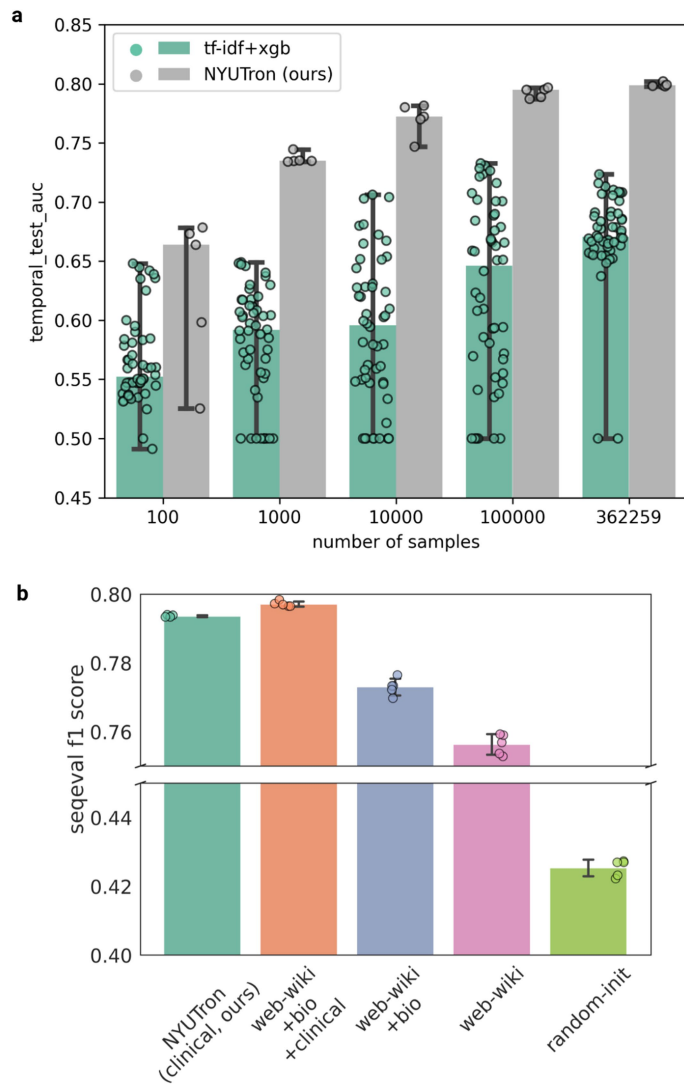 a
0.85
0.80
0.75
0.70
0.65
0.60
0.55
0.50
0.45
temporal_test_auc
tf-idf+xgb
NYUTron (ours)
100
1000
10000
100000
362259
number of samples
b
0.80
0.78
0.76
0.44
0.42
0.40
seqeval f1 score
NYUTron
(clinical, ours)
web-wiki
+bio
+clinical
web-wiki
+bio
web-wiki
random-init